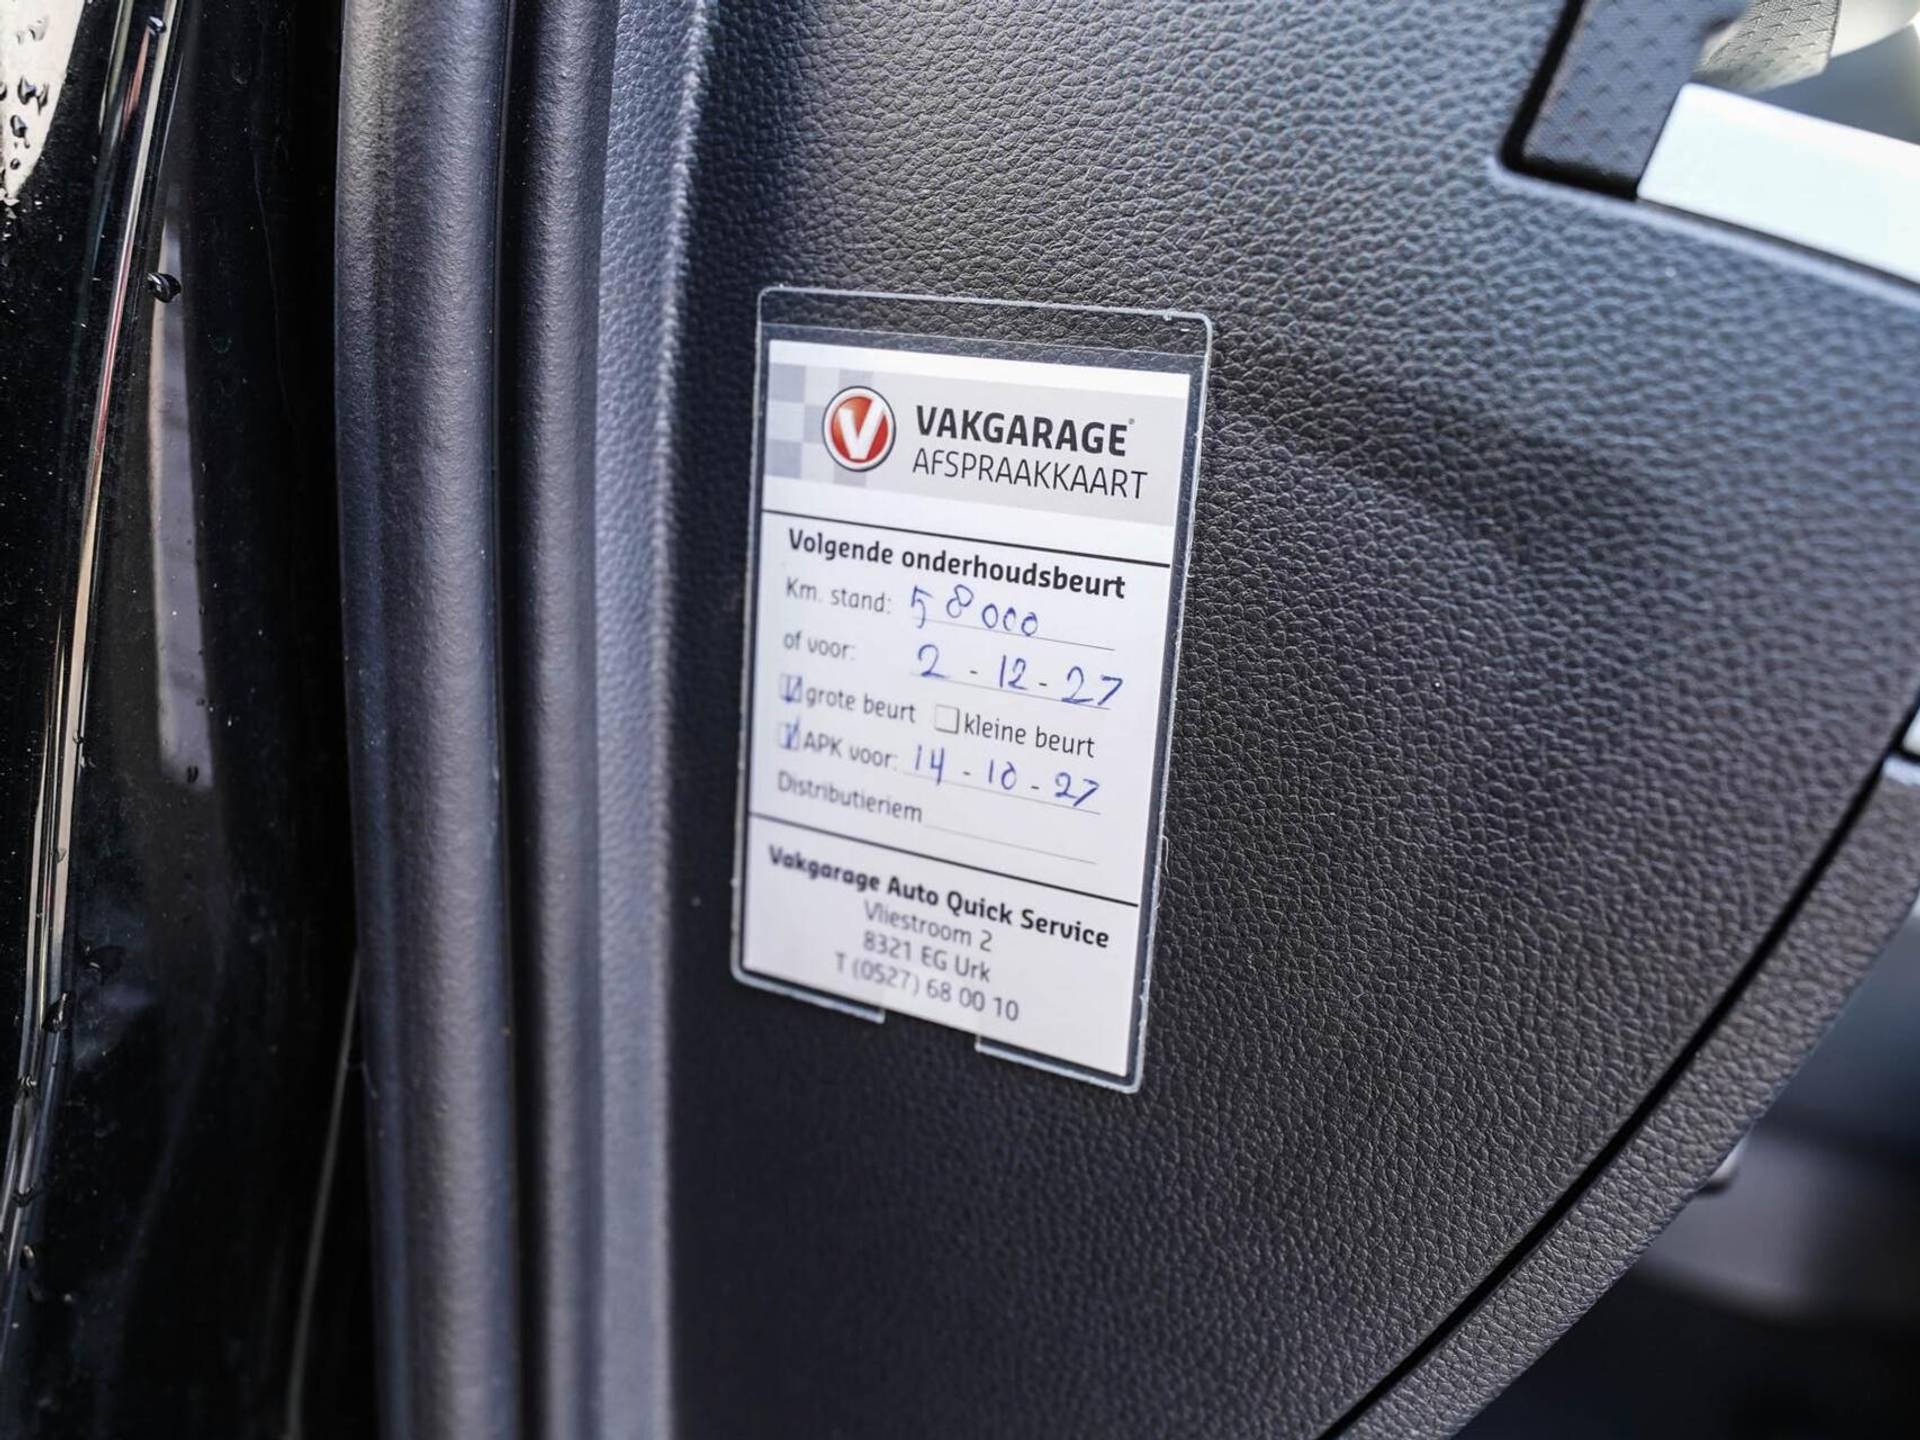 V VAKGARAGE
AFSPRAAKKAART
Volgende onderhoudsbeurt
Km. stand: 58000
of voor: 2-12-27
grote beurt kleine beurt
APK voor: 14-10-27
Distributieriem
Vakgarage Auto Quick Service
Vliestroom 2
8321 EG Urk
T (0527) 68 00 10